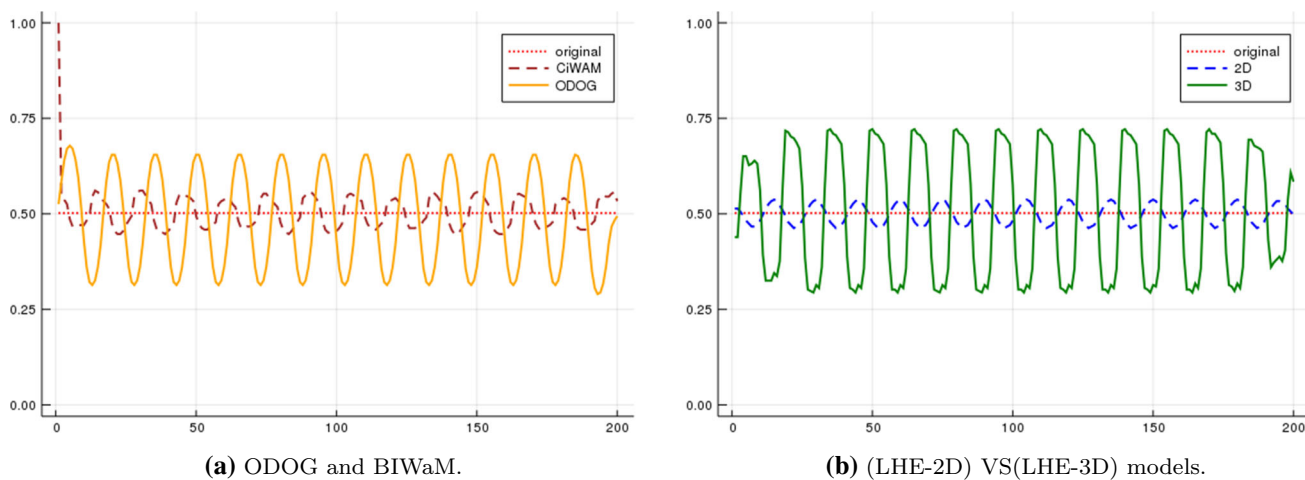 1.00
0.75
0.50
0.25
0.00
0
50
100
150
200
original
CiWAM
ODOG
(a) ODOG and BIWaM.
1.00
0.75
0.50
0.25
0.00
0
50
100
150
200
original
2D
3D
(b) (LHE-2D) VS(LHE-3D) models.